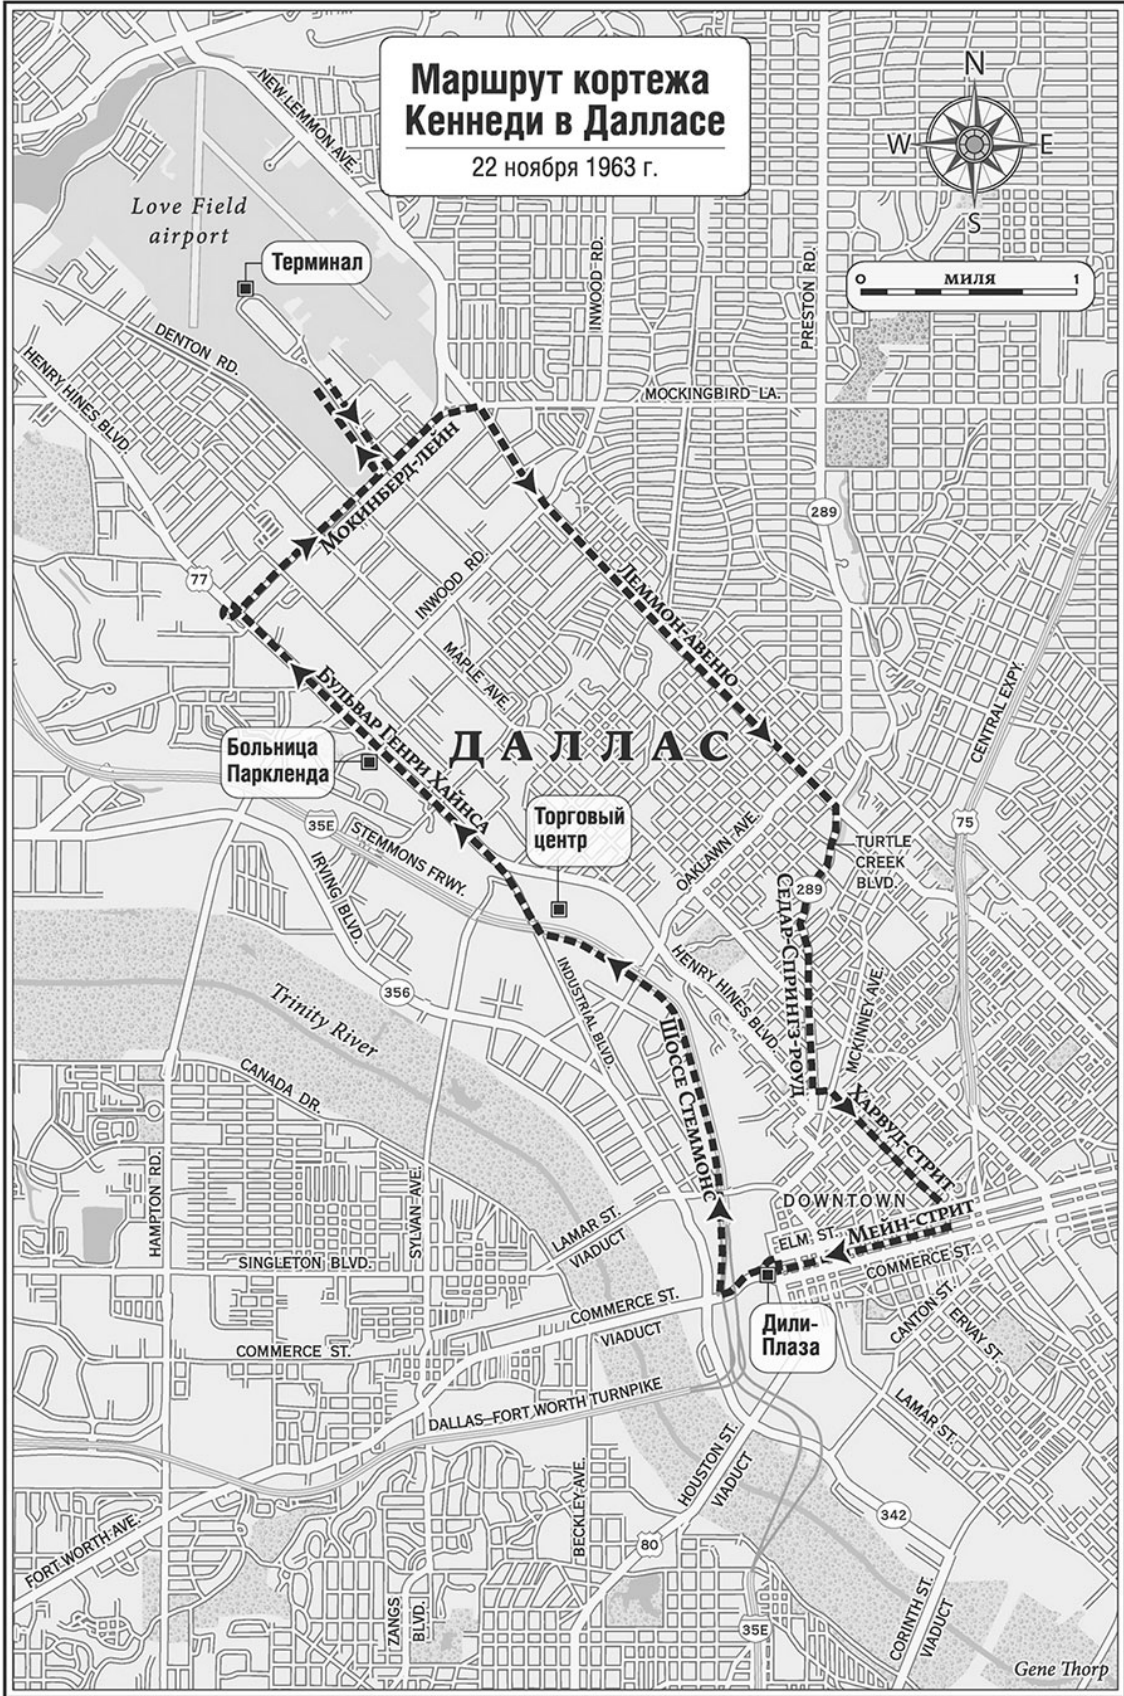 Маршрут кортежа
Кеннеди в Далласе
22 ноября 1963 г.
N
W
E
S
0
МИЛЯ
1
NEW LEMMON AVE.
Love Field
airport
Терминал
INWOOD RD.
PRESTON RD.
DENTON RD.
HENRY HINES BLVD.
MOCKINGBIRD LA.
МОКИНБЕРД-ЛЕЙН
289
77
INWOOD RD.
ЛЕММОН-АВЕНЮ
MAPLE AVE
CENTRAL EXPY.
БУЛЬВАР ГЕНРИ ХАЙНСА
ДАЛЛАС
Больница
Паркленда
Торговый
центр
35E
STEMMONS FRWY.
IRVING BLVD.
OAKLAWN AVE.
75
TURTLE
CREEK
BLVD.
289
СЕДАР-СПРИНГЗ-РОУД
HENRY HINES BLVD.
INDUSTRIAL BLVD.
MCKINNEY AVE.
356
Trinity River
ШОССЕ СТЕММОНС
CANADA DR.
ХАРВУД-СТРИТ
HAMPTON RD.
SYLVAN AVE.
DOWNTOWN
LAMAR ST.
VIADUCT
ELM ST.
МЕЙН-СТРИТ
COMMERCE ST.
SINGLETON BLVD.
COMMERCE ST.
VIADUCT
CANTON ST.
ERVAY ST.
Дили-
Плаза
COMMERCE ST.
DALLAS–FORT WORTH TURNPIKE
LAMAR ST.
HOUSTON ST.
VIADUCT
BECKLEY AVE.
342
80
FORT WORTH AVE.
ZANGS
BLVD.
35E
CORINTH ST.
VIADUCT
Gene Thorp